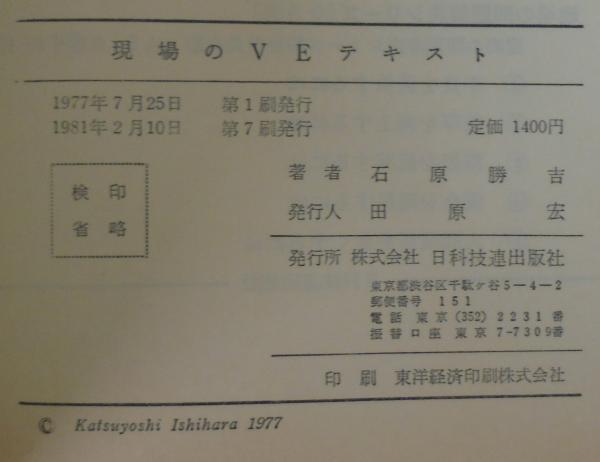 現場のVEテキスト
1977年7月25日 第1刷発行
1981年2月10日 第7刷発行 定価 1400円
検印
省略
著者 石原勝吉
発行人 田原宏
発行所 株式会社 日科技連出版社
東京都渋谷区千駄ヶ谷5-4-2
郵便番号 151
電話 東京(352)2231番
振替口座 東京 7-7309番
印刷 東洋経済印刷株式会社
© Katsuyoshi Ishihara 1977